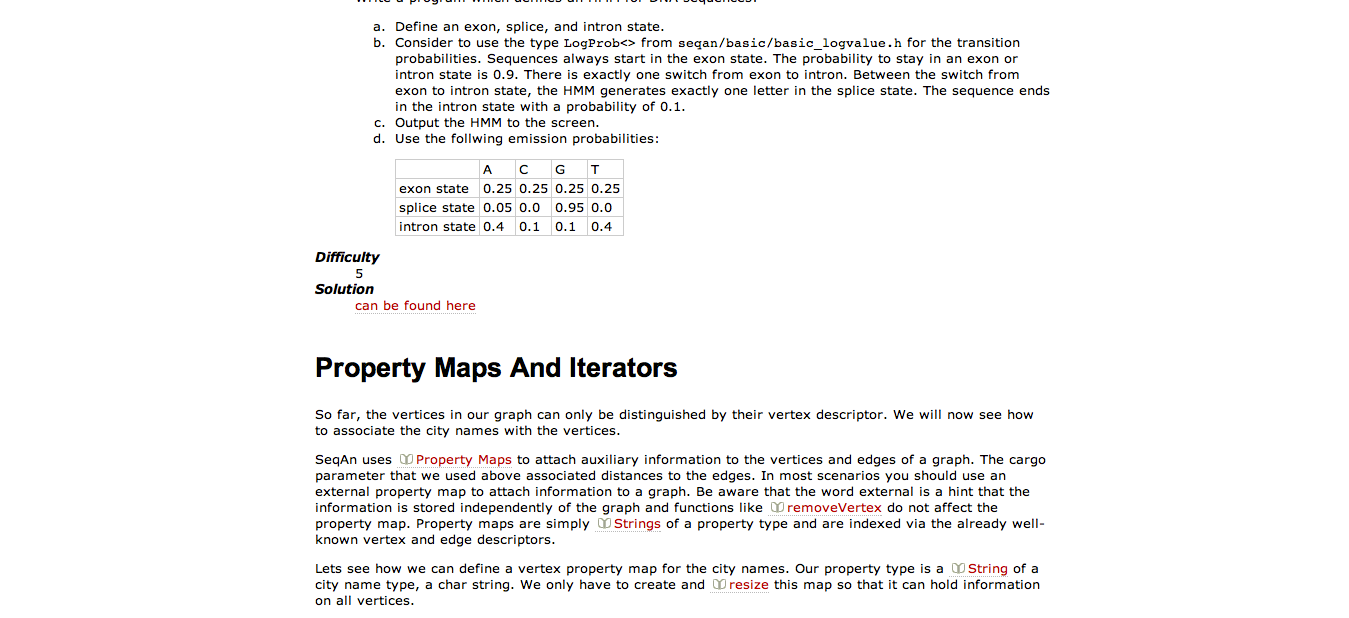 a. Define an exon, splice, and intron state.
b. Consider to use the type LogProb<> from seqan/basic/basic_logvalue.h for the transition
probabilities. Sequences always start in the exon state. The probability to stay in an exon or
intron state is 0.9. There is exactly one switch from exon to intron. Between the switch from
exon to intron state, the HMM generates exactly one letter in the splice state. The sequence ends
in the intron state with a probability of 0.1.
c. Output the HMM to the screen.
d. Use the follwing emission probabilities:
A C G T
exon state 0.25 0.25 0.25 0.25
splice state 0.05 0.0 0.95 0.0
intron state 0.4 0.1 0.1 0.4
Difficulty
5
Solution
can be found here
Property Maps And Iterators
So far, the vertices in our graph can only be distinguished by their vertex descriptor. We will now see how
to associate the city names with the vertices.
SeqAn uses Property Maps to attach auxiliary information to the vertices and edges of a graph. The cargo
parameter that we used above associated distances to the edges. In most scenarios you should use an
external property map to attach information to a graph. Be aware that the word external is a hint that the
information is stored independently of the graph and functions like removeVertex do not affect the
property map. Property maps are simply Strings of a property type and are indexed via the already well-
known vertex and edge descriptors.
Lets see how we can define a vertex property map for the city names. Our property type is a String of a
city name type, a char string. We only have to create and resize this map so that it can hold information
on all vertices.